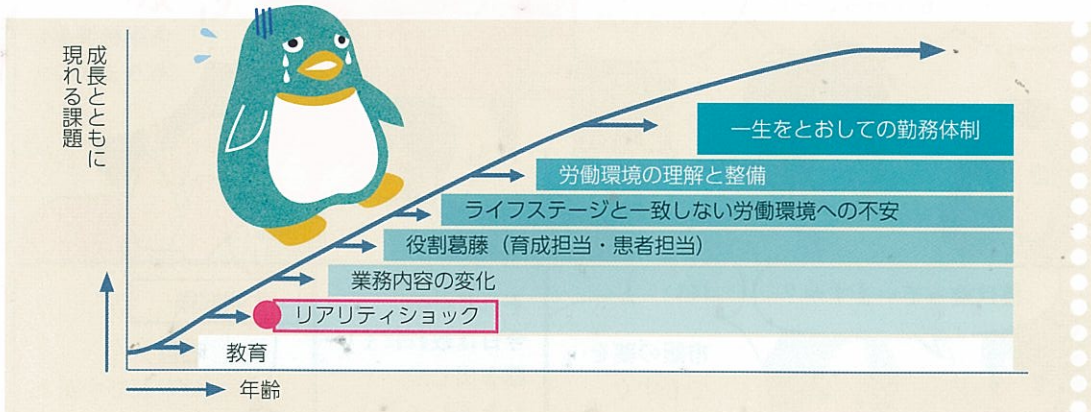 成長とともに
現れる課題
一生をとおしての勤務体制
労働環境の理解と整備
ライフステージと一致しない労働環境への不安
役割葛藤（育成担当・患者担当）
業務内容の変化
リアリティショック
教育
年齢